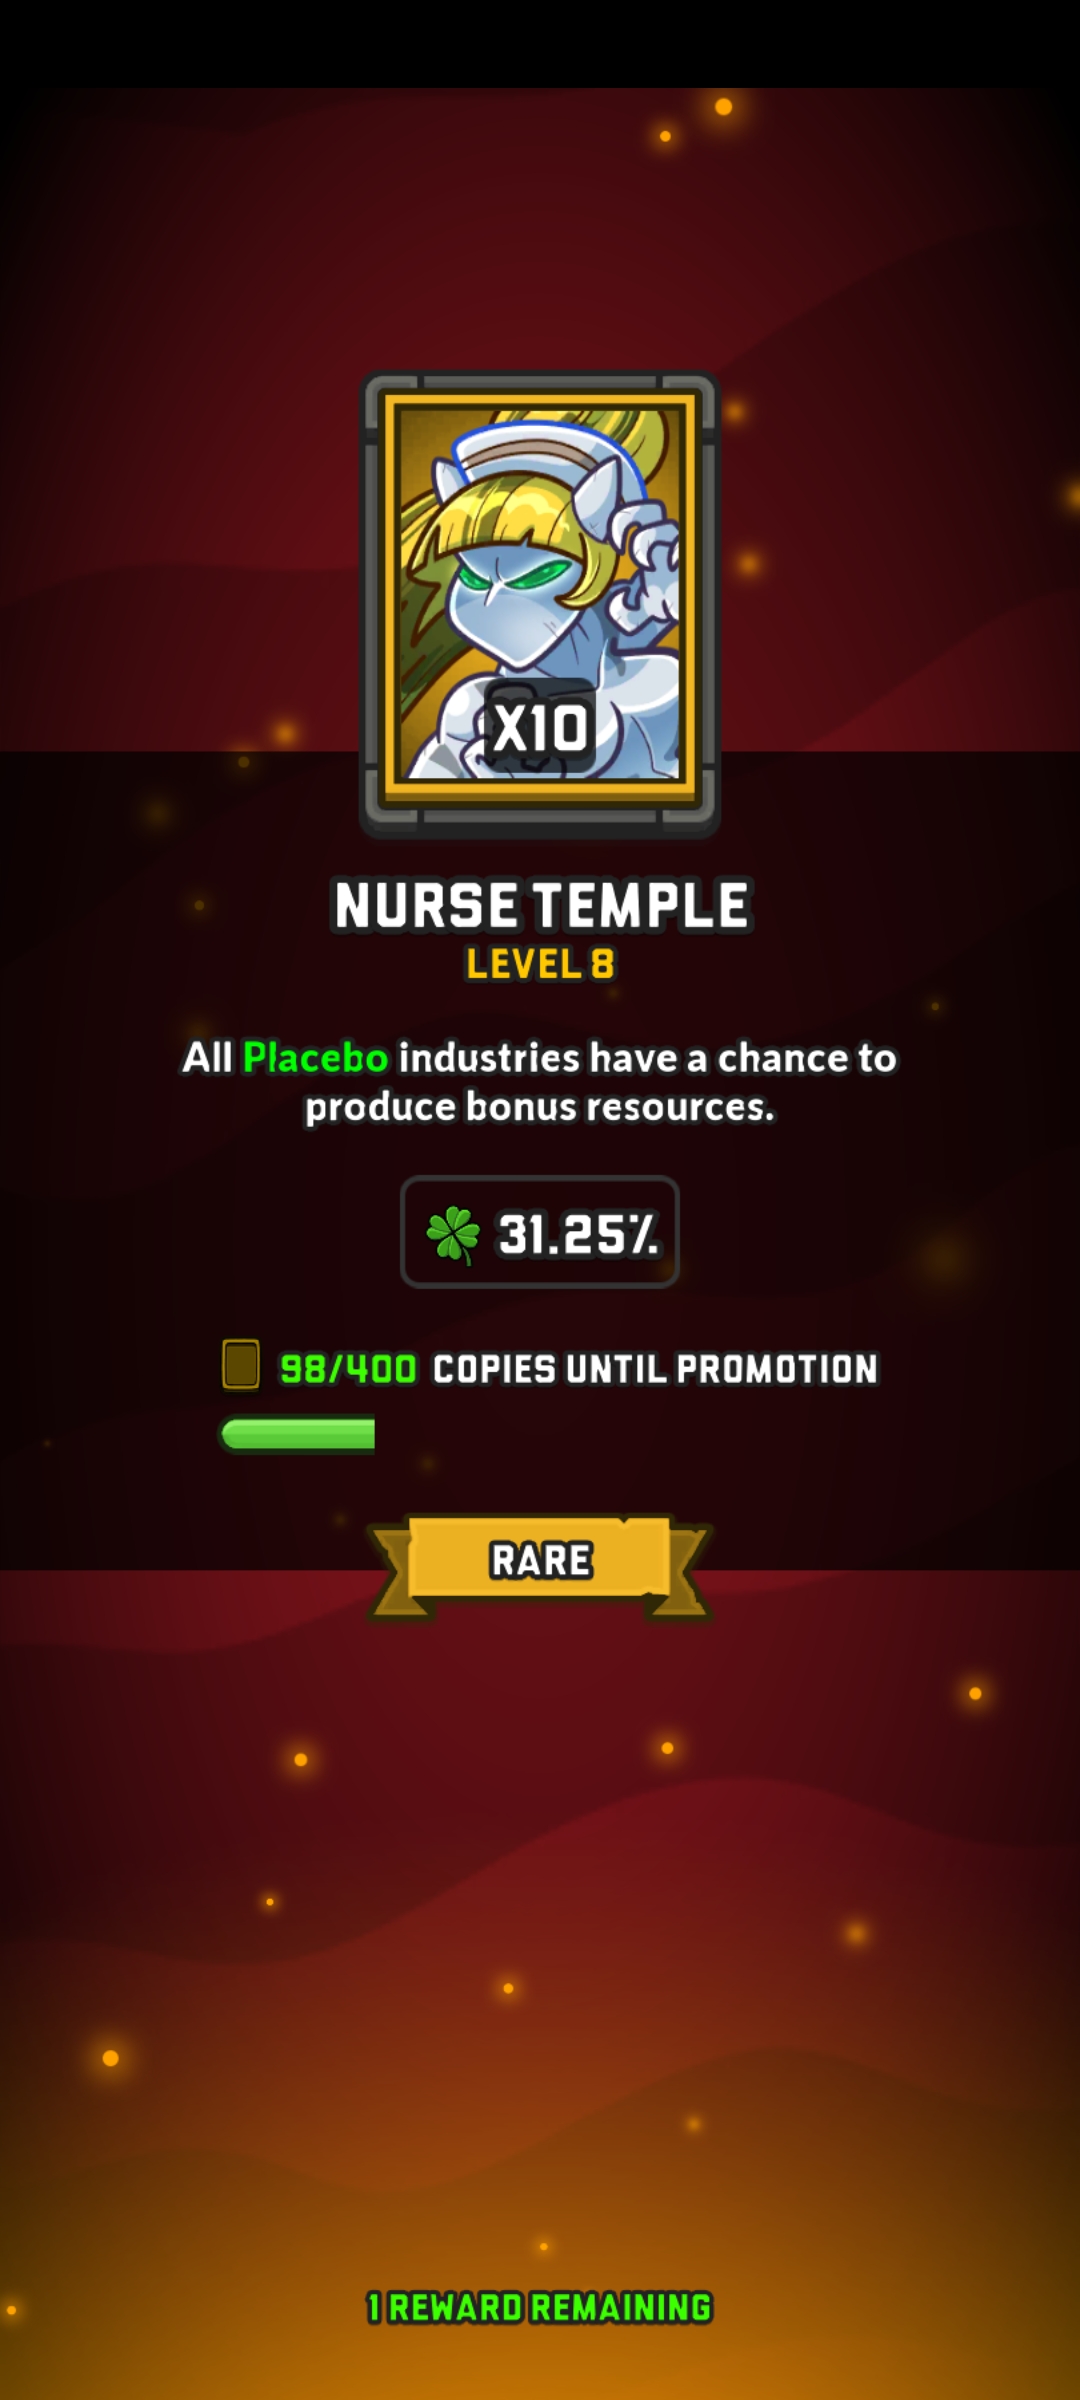 X10
NURSE TEMPLE
LEVEL 8
All Placebo industries have a chance to
produce bonus resources.
31.25%
98/400 COPIES UNTIL PROMOTION
RARE
1 REWARD REMAINING